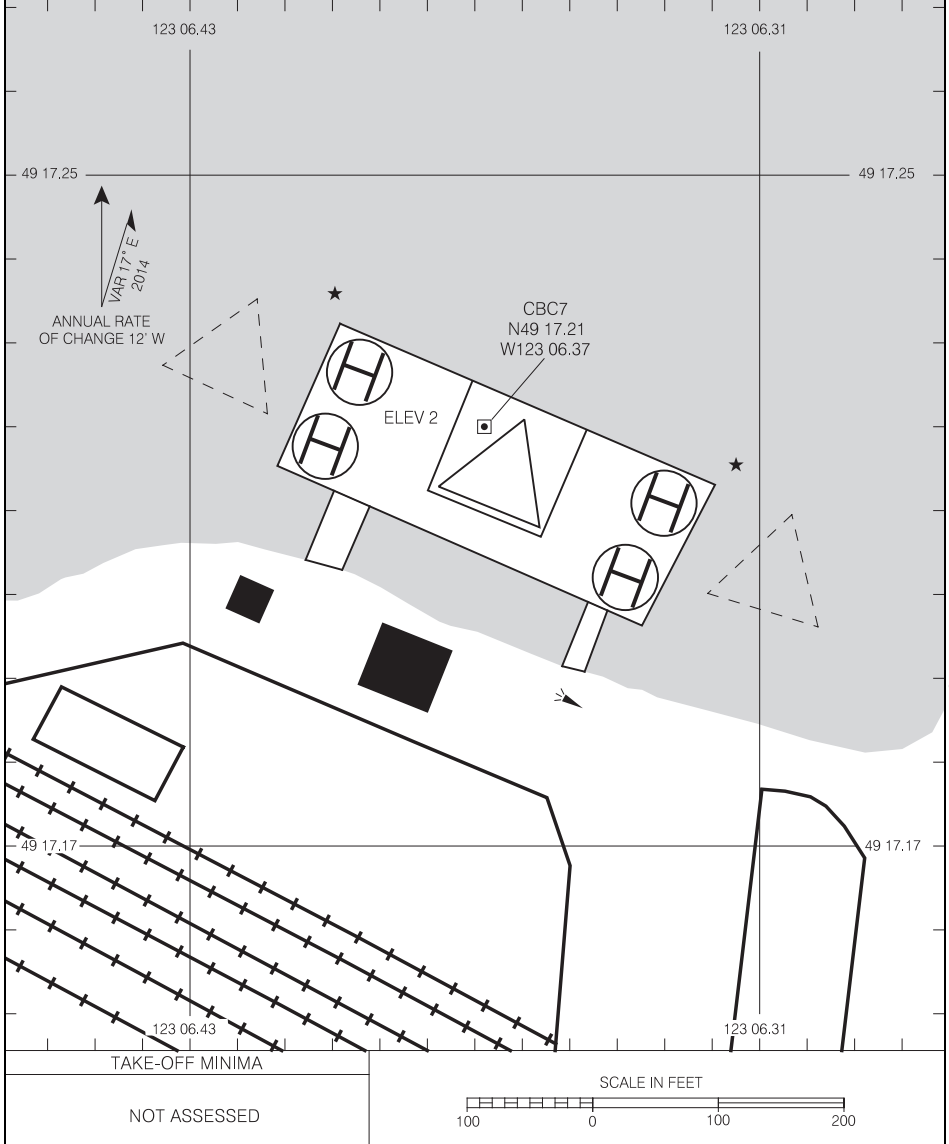 123 06.43
123 06.31
49 17.25
49 17.25
VAR 17° E
2014
ANNUAL RATE
OF CHANGE 12' W
CBC7
N49 17.21
W123 06.37
ELEV 2
H
H
H
H
49 17.17
49 17.17
123 06.43
123 06.31
TAKE-OFF MINIMA
NOT ASSESSED
SCALE IN FEET
100 0 100 200